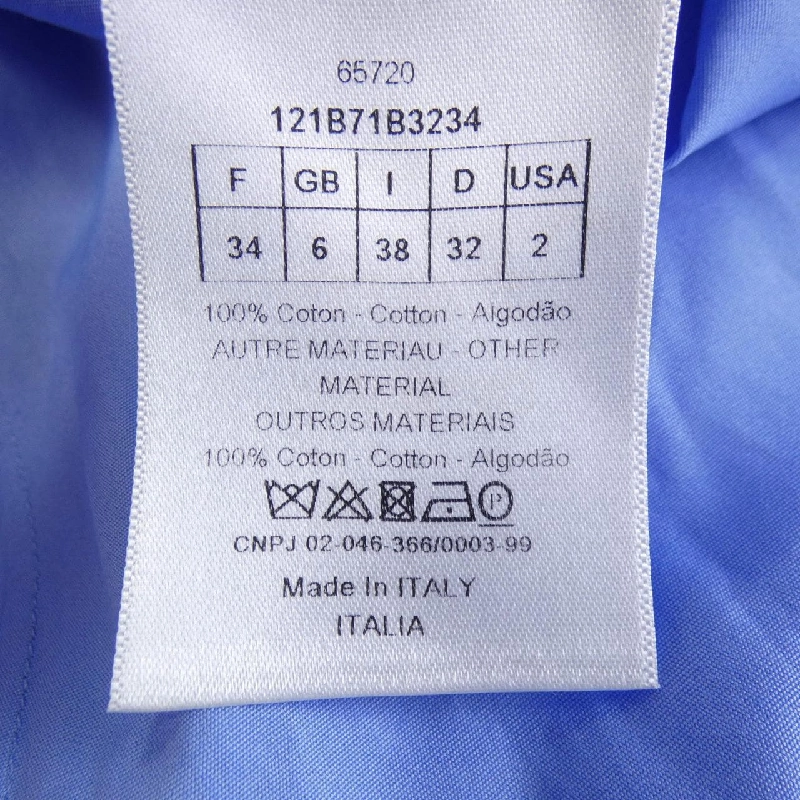 65720
121B71B3234
F GB I D USA
34 6 38 32 2
100% Coton - Cotton - Algodão
AUTRE MATERIAU - OTHER
MATERIAL
OUTROS MATERIAIS
100% Coton - Cotton - Algodão
P
CNPJ 02-046-366/0003-99
Made In ITALY
ITALIA